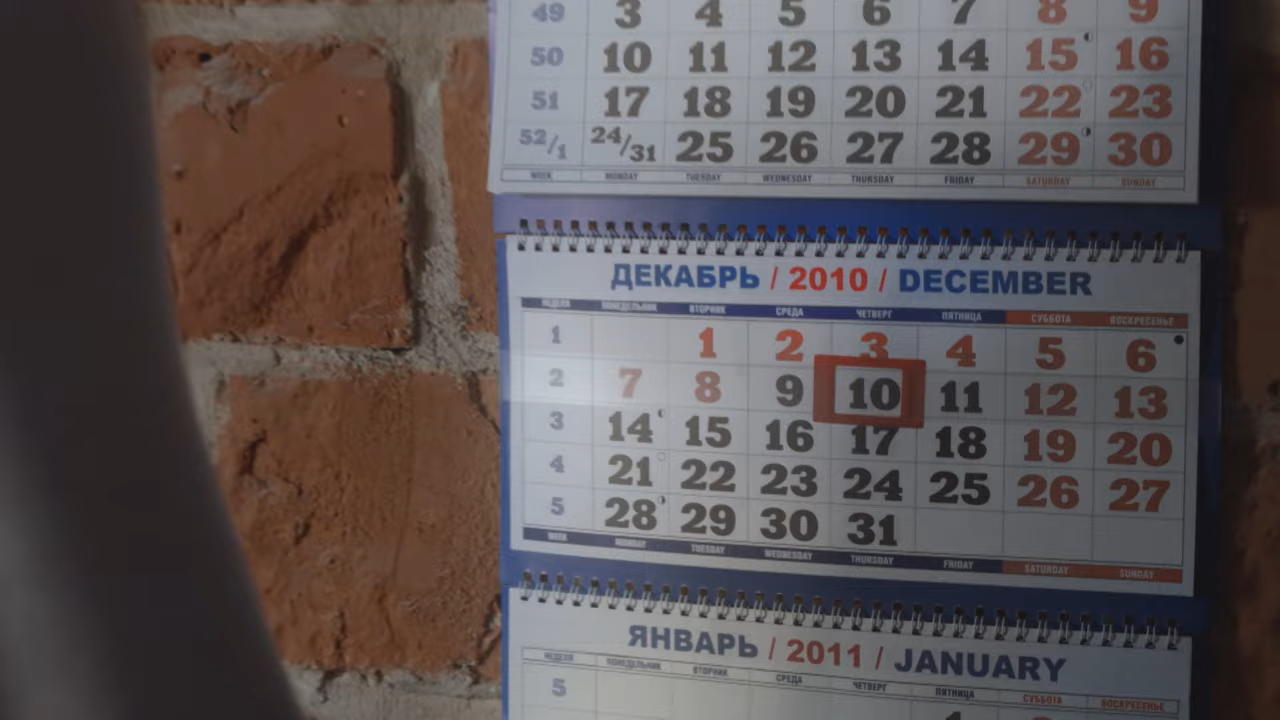 49 3 4 5 6 7 8 9
50 10 11 12 13 14 15 16
51 17 18 19 20 21 22 23
52/1 24/31 25 26 27 28 29 30
WEEK MONDAY TUESDAY WEDNESDAY THURSDAY FRIDAY SATURDAY SUNDAY
ДЕКАБРЬ / 2010 / DECEMBER
НЕДЕЛЯ ПОНЕДЕЛЬНИК ВТОРНИК СРЕДА ЧЕТВЕРГ ПЯТНИЦА СУББОТА ВОСКРЕСЕНЬЕ
1 1 2 3 4 5 6
2 7 8 9 10 11 12 13
3 14 15 16 17 18 19 20
4 21 22 23 24 25 26 27
5 28 29 30 31
WEEK MONDAY TUESDAY WEDNESDAY THURSDAY FRIDAY SATURDAY SUNDAY
ЯНВАРЬ / 2011 / JANUARY
НЕДЕЛЯ ПОНЕДЕЛЬНИК ВТОРНИК СРЕДА ЧЕТВЕРГ ПЯТНИЦА СУББОТА ВОСКРЕСЕНЬЕ
5